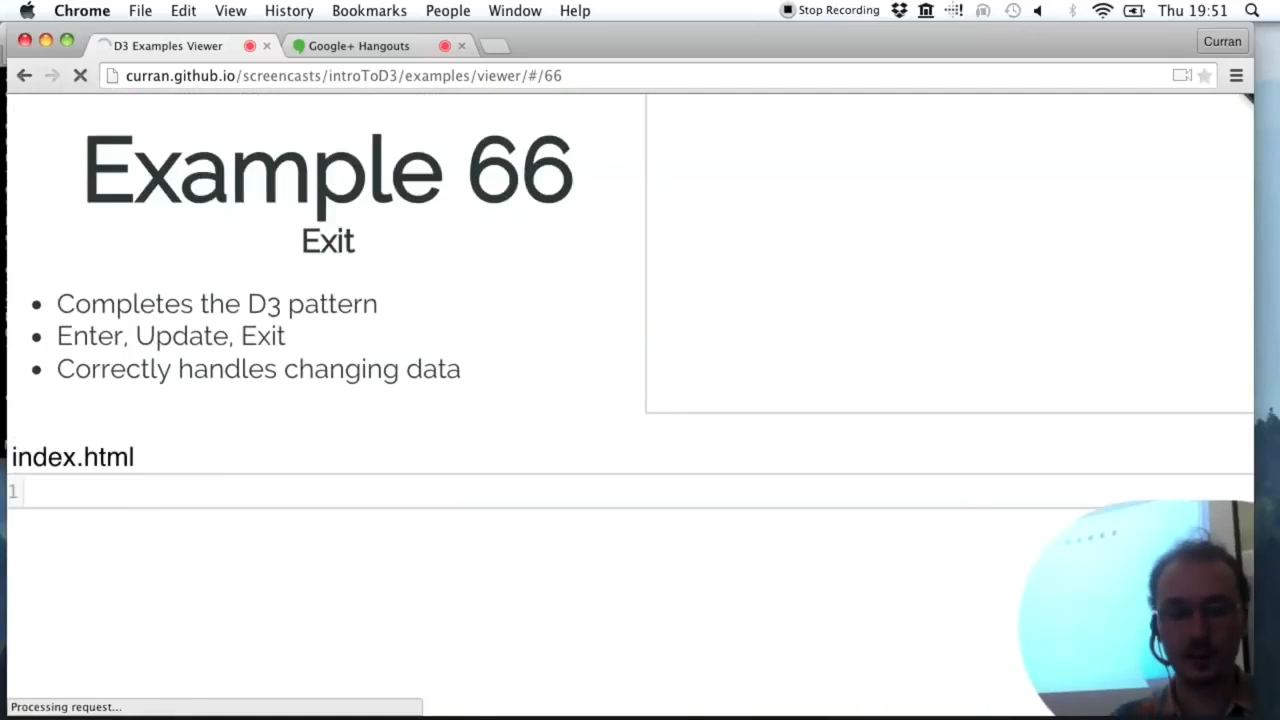 Chrome File Edit View History Bookmarks People Window Help Stop Recording Thu 19:51
D3 Examples Viewer Google+ Hangouts Curran
curran.github.io/screencasts/introToD3/examples/viewer/#/66
Example 66
Exit
Completes the D3 pattern
Enter, Update, Exit
Correctly handles changing data
index.html
1
Processing request...